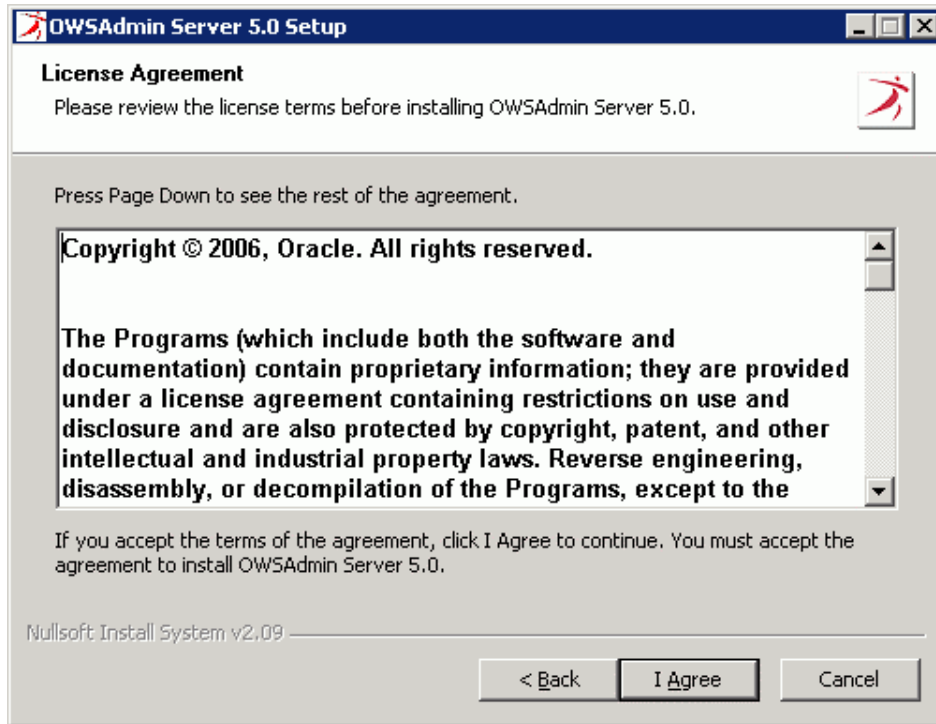 OWSAdmin Server 5.0 Setup
License Agreement
Please review the license terms before installing OWSAdmin Server 5.0.
Press Page Down to see the rest of the agreement.
Copyright © 2006, Oracle. All rights reserved.
The Programs (which include both the software and
documentation) contain proprietary information; they are provided
under a license agreement containing restrictions on use and
disclosure and are also protected by copyright, patent, and other
intellectual and industrial property laws. Reverse engineering,
disassembly, or decompilation of the Programs, except to the
If you accept the terms of the agreement, click I Agree to continue. You must accept the
agreement to install OWSAdmin Server 5.0.
Nullsoft Install System v2.09
< Back I Agree Cancel